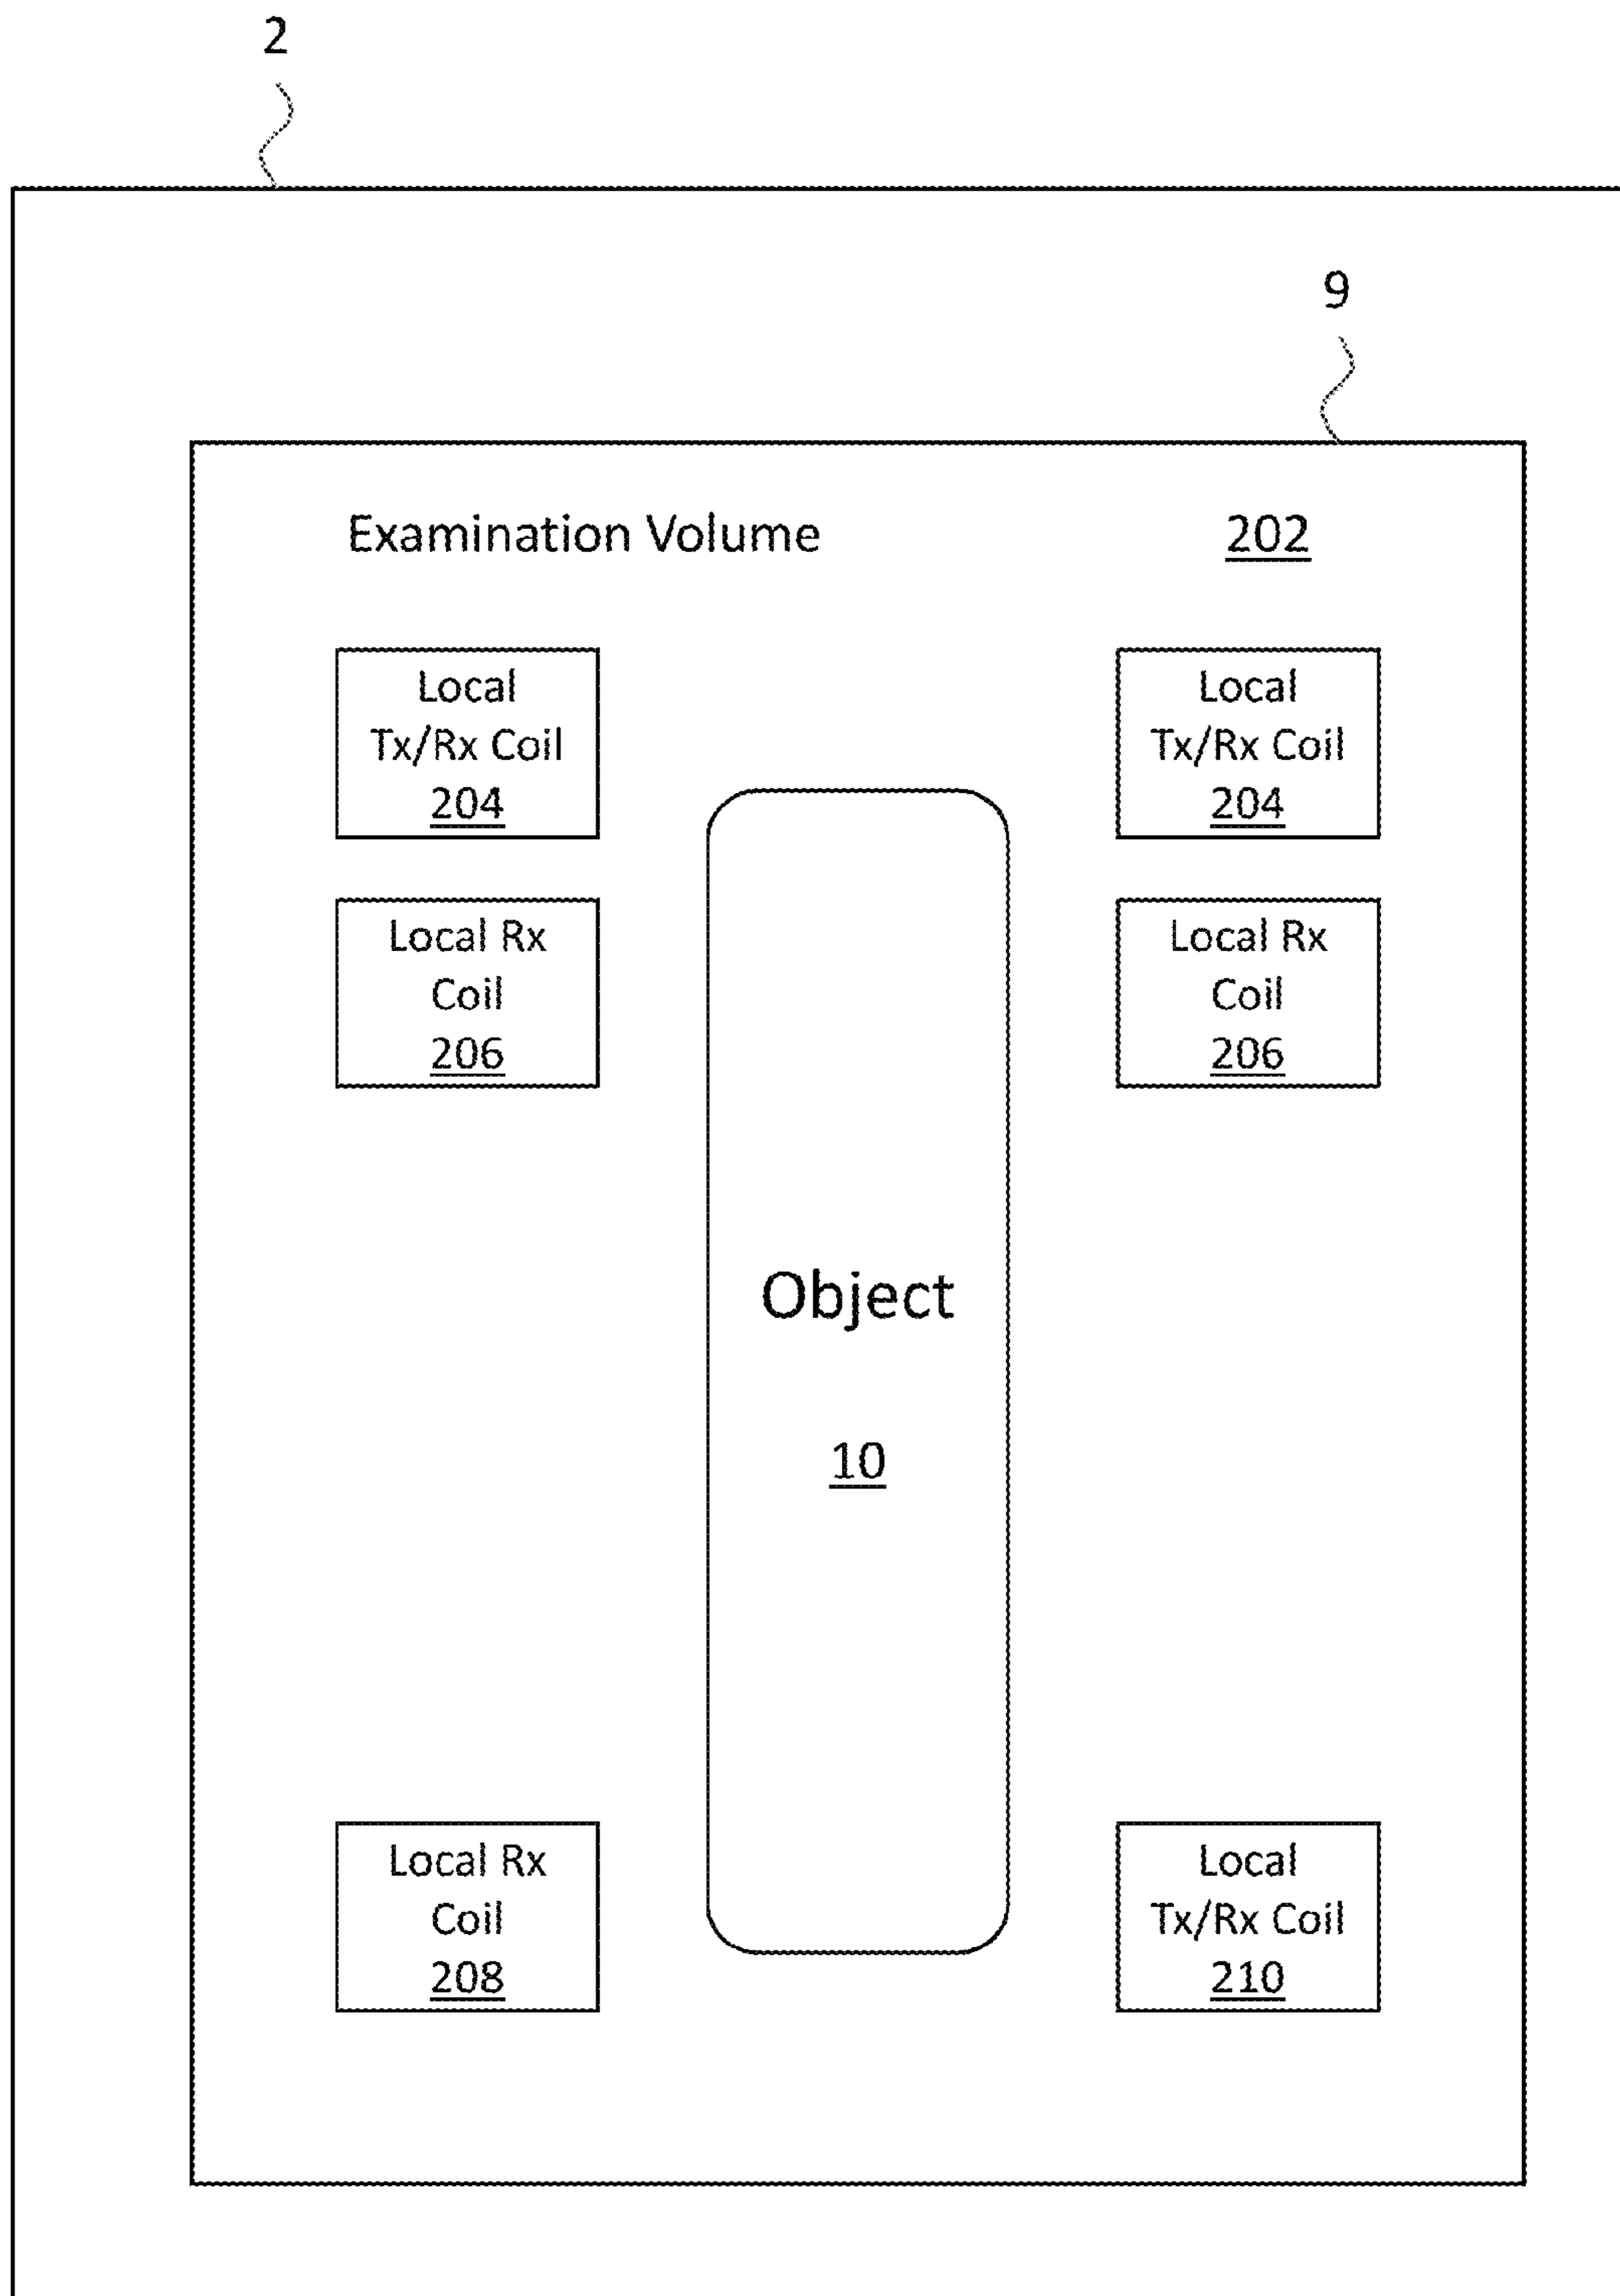 2
9
Examination Volume 202
Local
Tx/Rx Coil
204
Local
Tx/Rx Coil
204
Local Rx
Coil
206
Local Rx
Coil
206
Object
10
Local Rx
Coil
208
Local
Tx/Rx Coil
210